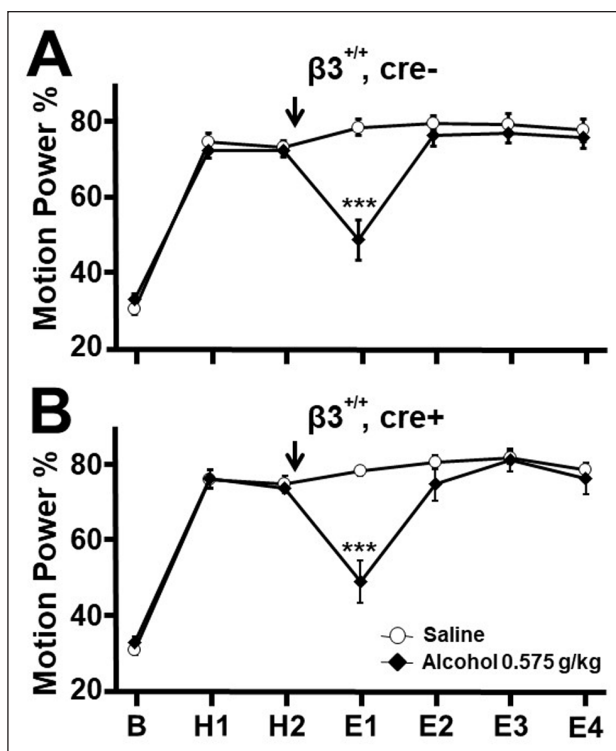 A
β3+/+, cre-
Motion Power %
80
60
40
20
***
B
β3+/+, cre+
Motion Power %
80
60
40
20
***
Saline
Alcohol 0.575 g/kg
B H1 H2 E1 E2 E3 E4